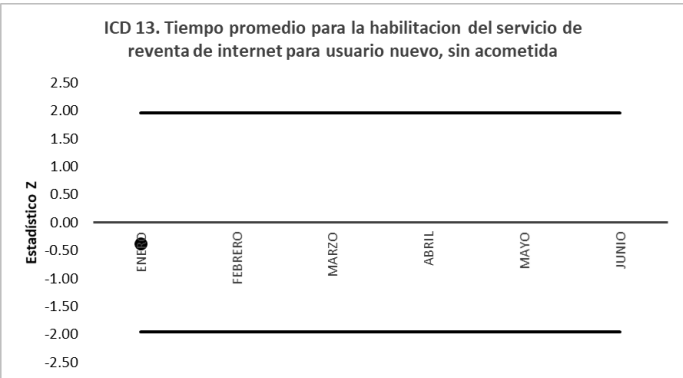 ICD 13. Tiempo promedio para la habilitacion del servicio de
reventa de internet para usuario nuevo, sin acometida
2.50
2.00
1.50
1.00
0.50
0.00
-0.50
-1.00
-1.50
-2.00
-2.50
Estadístico Z
ENERO
FEBRERO
MARZO
ABRIL
MAYO
JUNIO